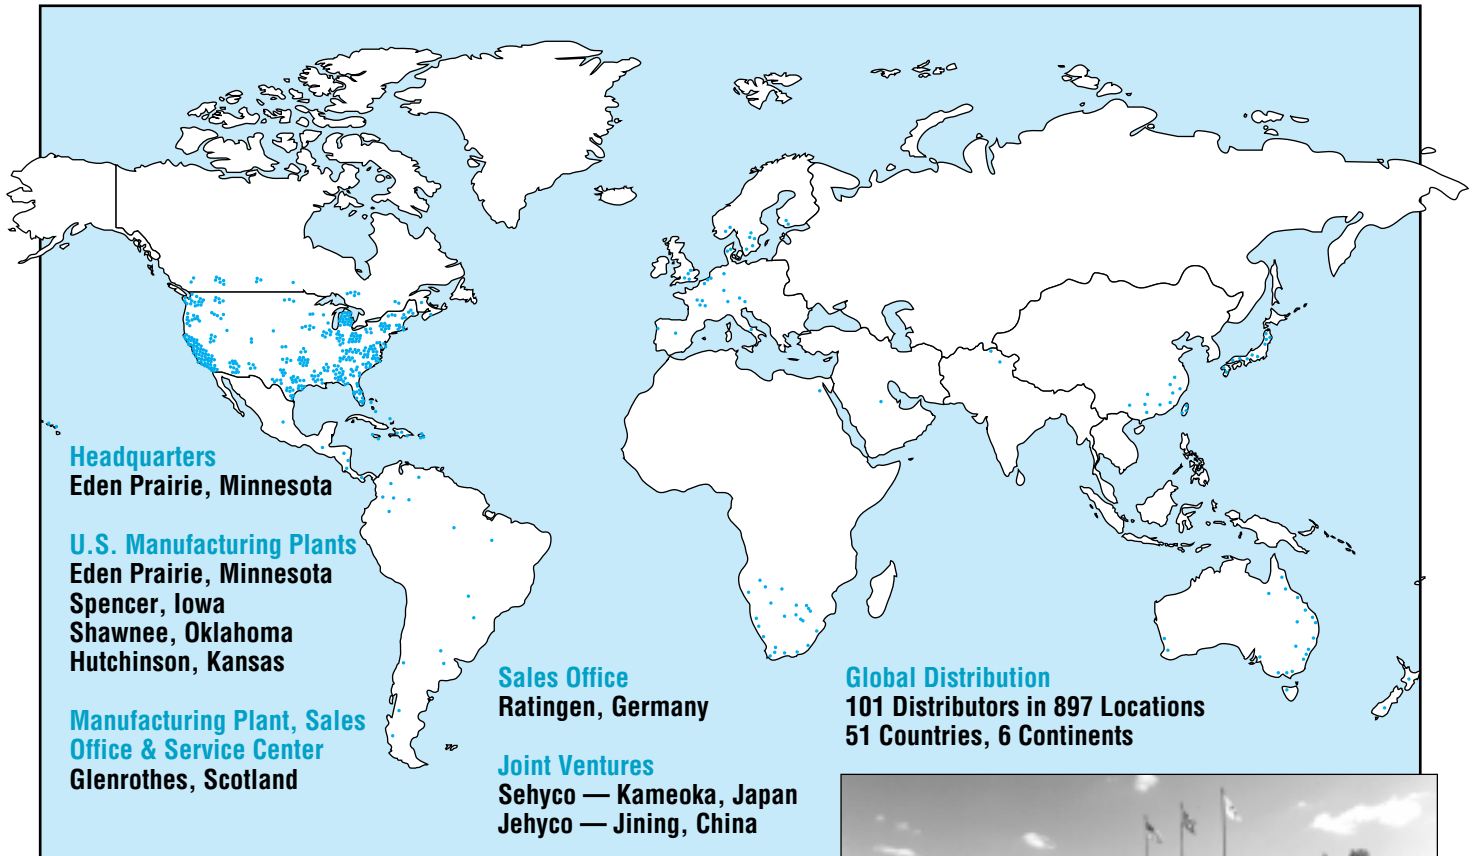 Headquarters
Eden Prairie, Minnesota
U.S. Manufacturing Plants
Eden Prairie, Minnesota
Spencer, Iowa
Shawnee, Oklahoma
Hutchinson, Kansas
Manufacturing Plant, Sales
Office & Service Center
Glenrothes, Scotland
Sales Office
Ratingen, Germany
Joint Ventures
Sehyco — Kameoka, Japan
Jehyco — Jining, China
Global Distribution
101 Distributors in 897 Locations
51 Countries, 6 Continents